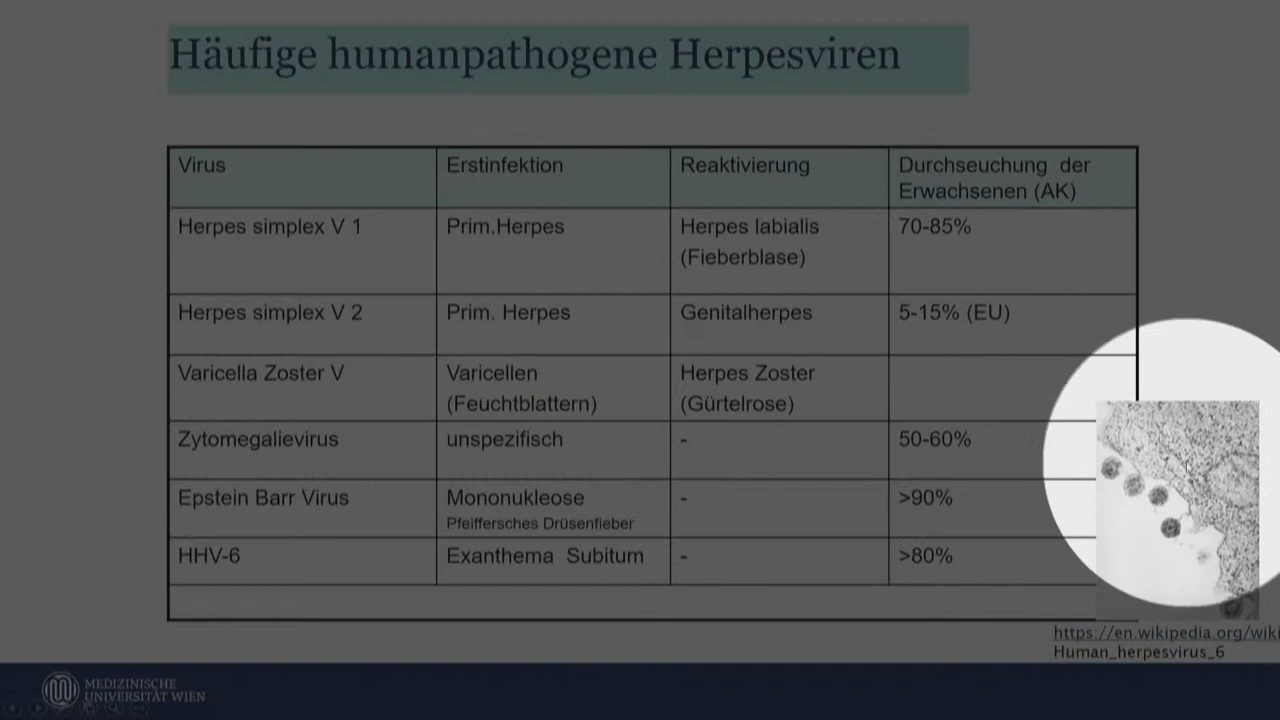 Häufige humanpathogene Herpesviren
Virus
Erstinfektion
Reaktivierung
Durchseuchung der
Erwachsenen (AK)
Herpes simplex V 1
Prim.Herpes
Herpes labialis
(Fieberblase)
70-85%
Herpes simplex V 2
Prim. Herpes
Genitalherpes
5-15% (EU)
Varicella Zoster V
Varicellen
(Feuchtblattern)
Herpes Zoster
(Gürtelrose)
Zytomegalievirus
unspezifisch
-
50-60%
Epstein Barr Virus
Mononukleose
Pfeiffersches Drüsenfieber
-
>90%
HHV-6
Exanthema Subitum
-
>80%
https://en.wikipedia.org/wiki
Human_herpesvirus_6
MEDIZINISCHE
UNIVERSITÄT WIEN